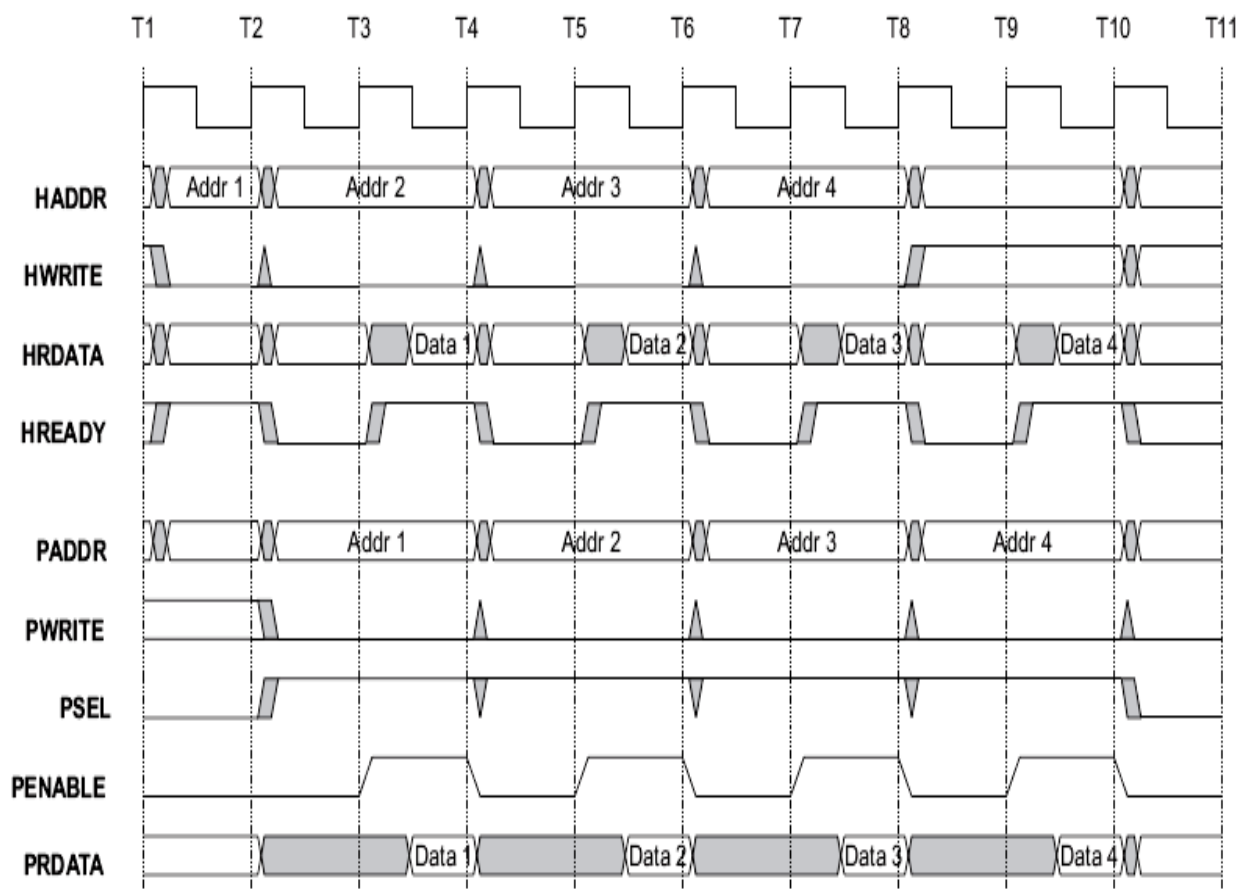 T1 T2 T3 T4 T5 T6 T7 T8 T9 T10 T11
HADDR Addr 1 Addr 2 Addr 3 Addr 4
HWRITE
HRDATA Data 1 Data 2 Data 3 Data 4
HREADY
PADDR Addr 1 Addr 2 Addr 3 Addr 4
PWRITE
PSEL
PENABLE
PRDATA Data 1 Data 2 Data 3 Data 4